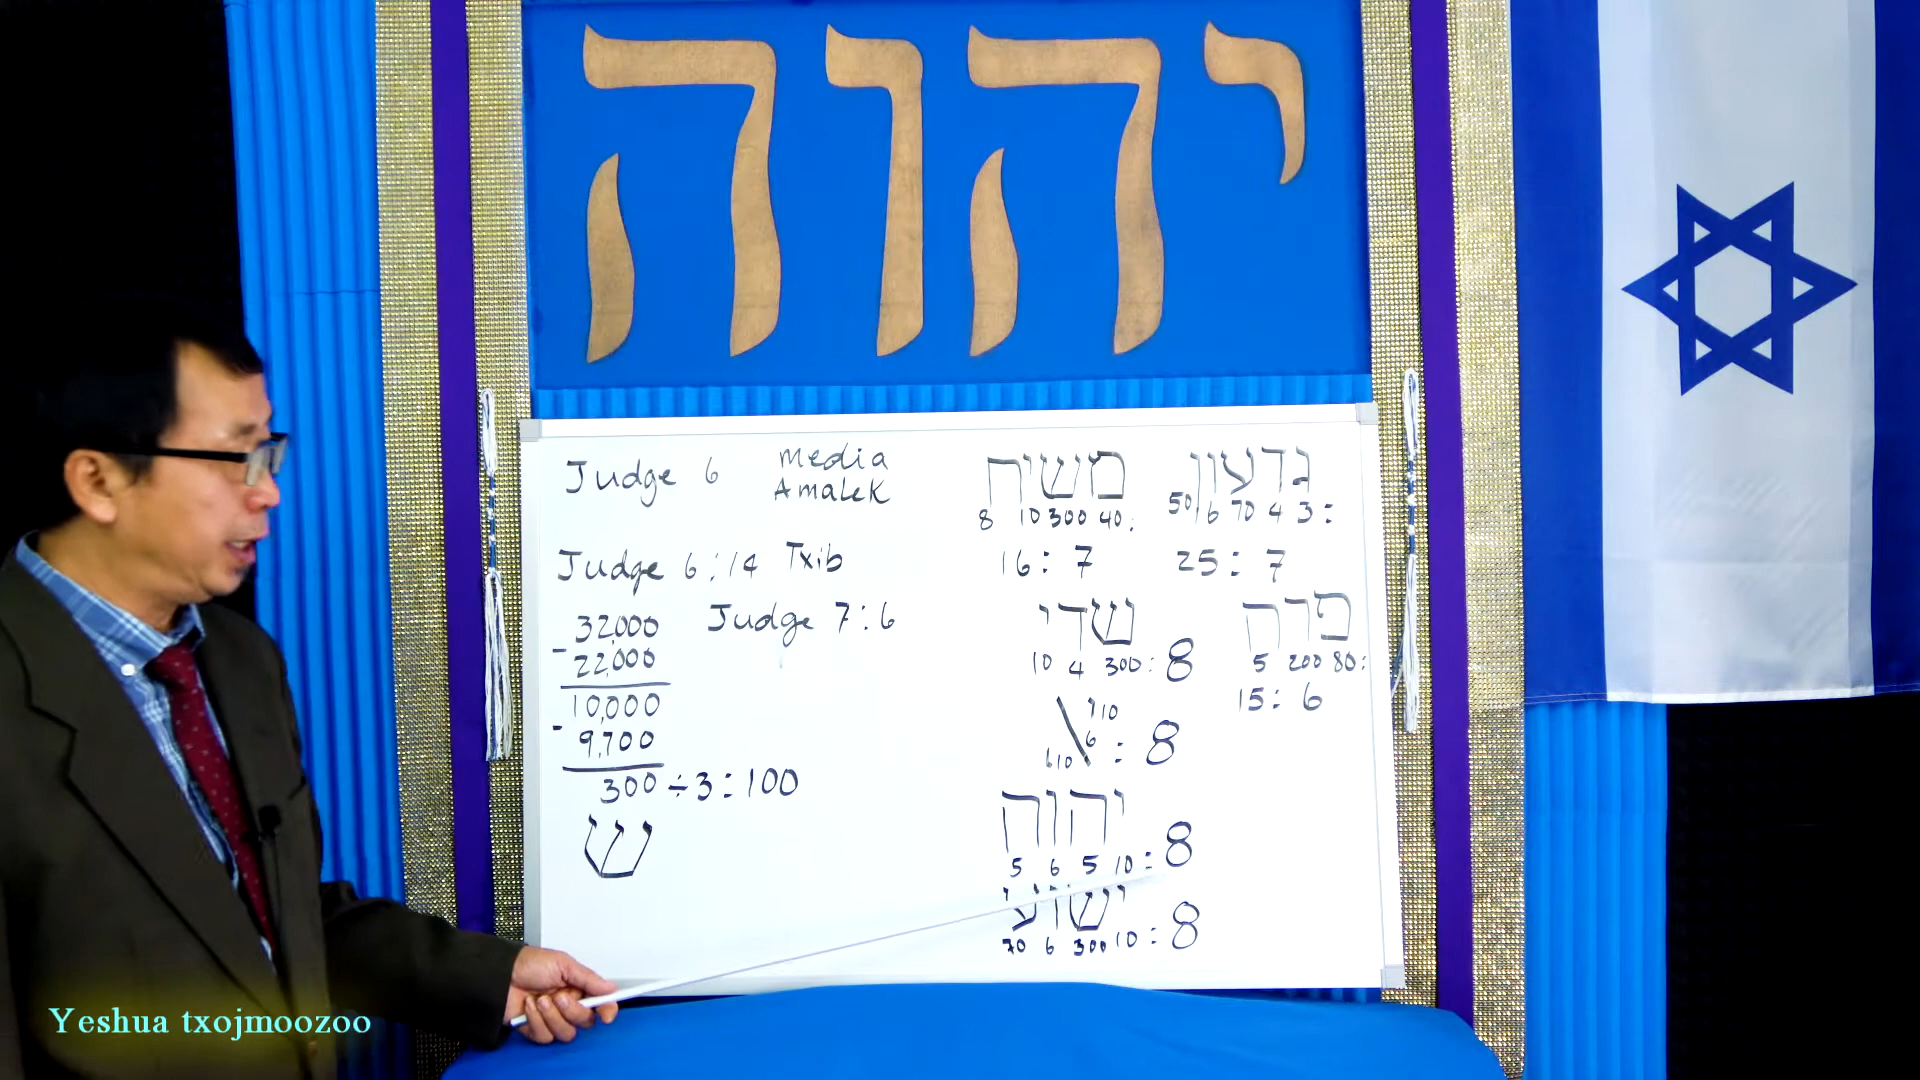 יהוה
Judge 6
Media
Amalek
Judge 6:14 Txib
32,000
- 22,000
10,000
- 9,700
300 ÷ 3 : 100
ש
Judge 7:6
משיח
8 10 300 40 :
16 : 7
גדעון
50 6 70 4 3 :
25 : 7
שדי
10 4 300 : 8
פרה
5 200 80 :
15 : 6
י 10
6
10 : 8
יהוה
5 6 5 10 : 8
ישוע
70 6 300 10 : 8
Yeshua txojmoozoo